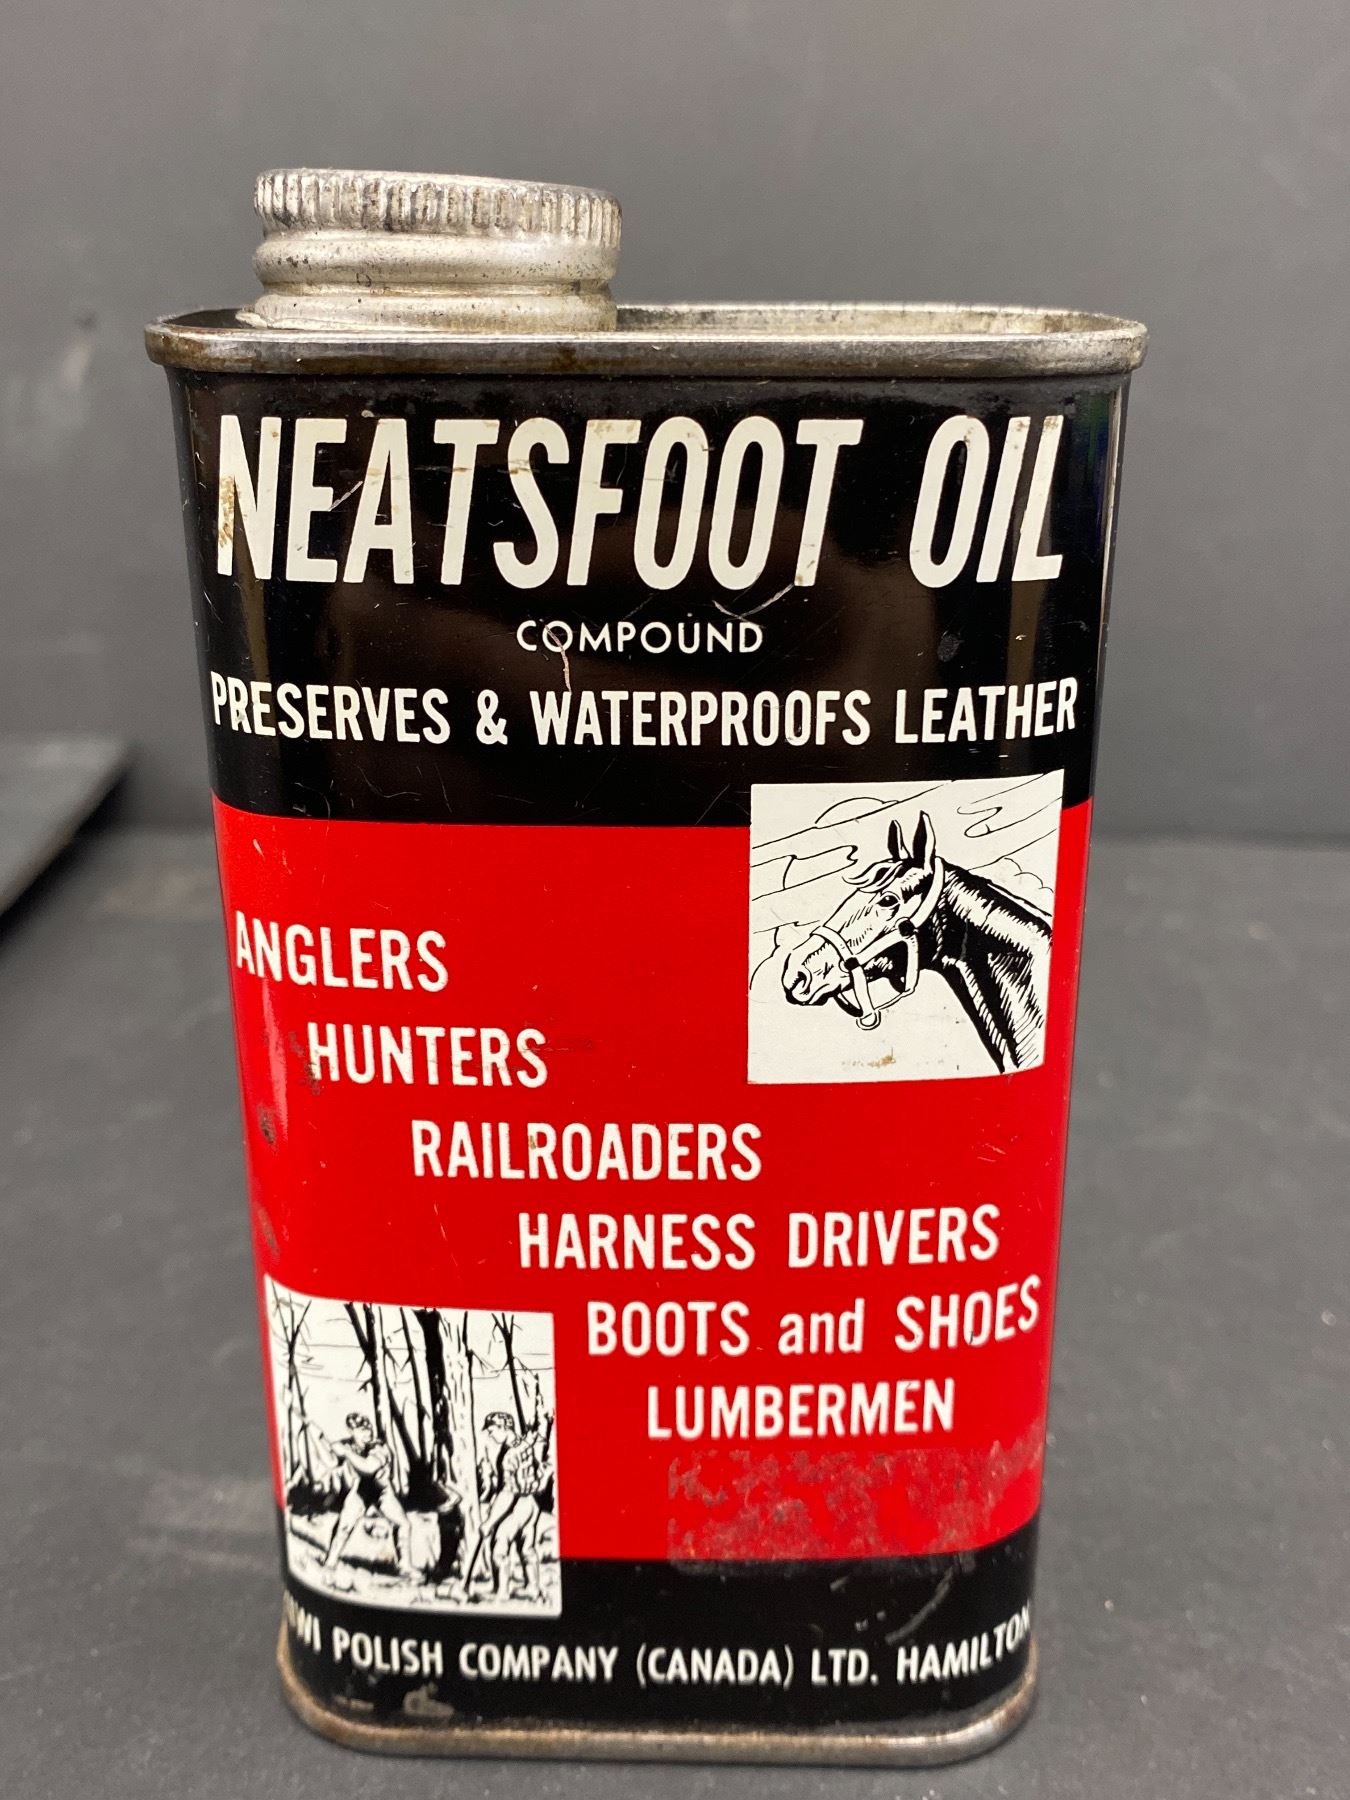 NEATSFOOT OIL
COMPOUND
PRESERVES & WATERPROOFS LEATHER
ANGLERS
HUNTERS
RAILROADERS
HARNESS DRIVERS
BOOTS and SHOES
LUMBERMEN
POLISH COMPANY (CANADA) LTD. HAMILTON